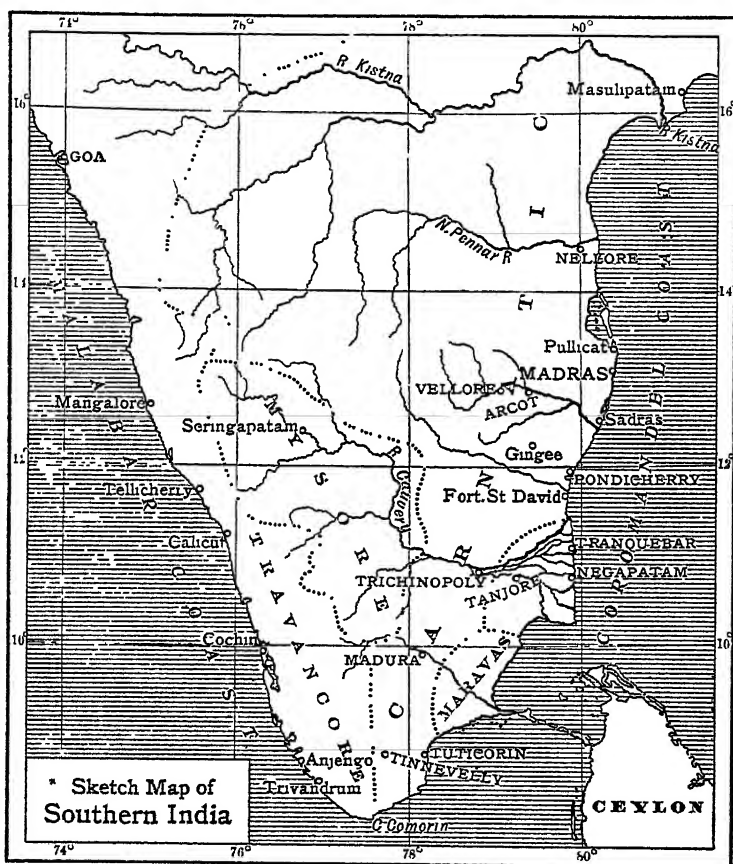 74° 76° 78° 80°
R Kistna
Masulipatam
16° 16°
R Kistna
GOA
N. Pennar R
NELLORE
14° 14°
Pullicat
MADRAS
VELLORE
ARCOT
Mangalore
Sadras
Seringapatam
Gingee
12° 12°
PONDICHERRY
Tellicherry
Fort. St David
R Cauvery
Calicut
TRANQUEBAR
TRICHINOPOLY
NEGAPATAM
TANJORE
10° 10°
Cochin
MADURA
MARAVAS
Anjengo
TUTICORIN
TINNEVELLY
Trivandrum
C Comorin
CEYLON
MALABAR COAST
COROMANDEL COAST
MYSORE
TRAVANCORE
CARNATIC
Sketch Map of
Southern India
74° 76° 78° 80°